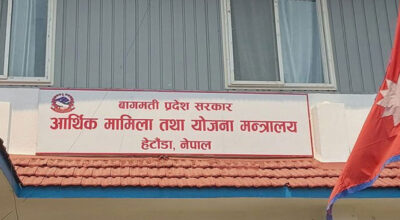 बागमती प्रदेश सरकार
आर्थिक मामिला तथा योजना मन्त्रालय
हेटौंडा, नेपाल